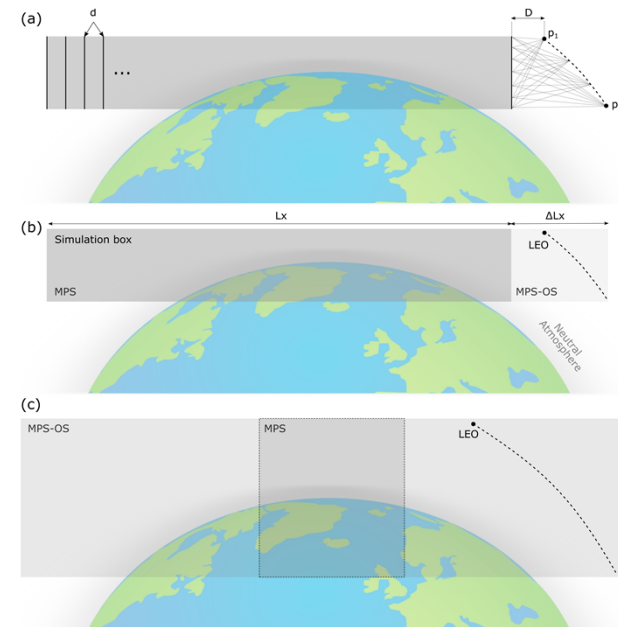 (a)
d
D
...
p1
p
(b)
Lx
ΔLx
Simulation box
LEO
MPS
MPS-OS
Neutral
Atmosphere
(c)
MPS-OS
MPS
LEO